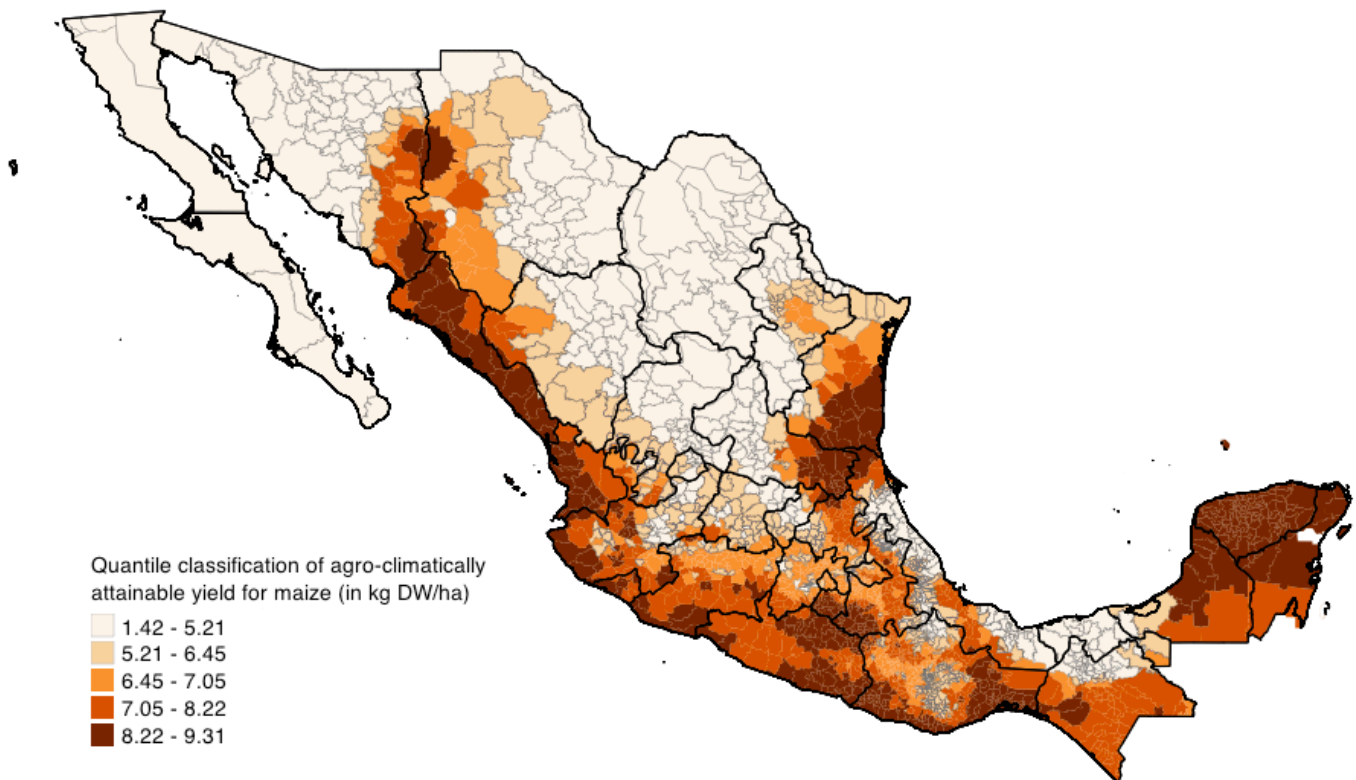 Quantile classification of agro-climatically
attainable yield for maize (in kg DW/ha)
1.42 - 5.21
5.21 - 6.45
6.45 - 7.05
7.05 - 8.22
8.22 - 9.31